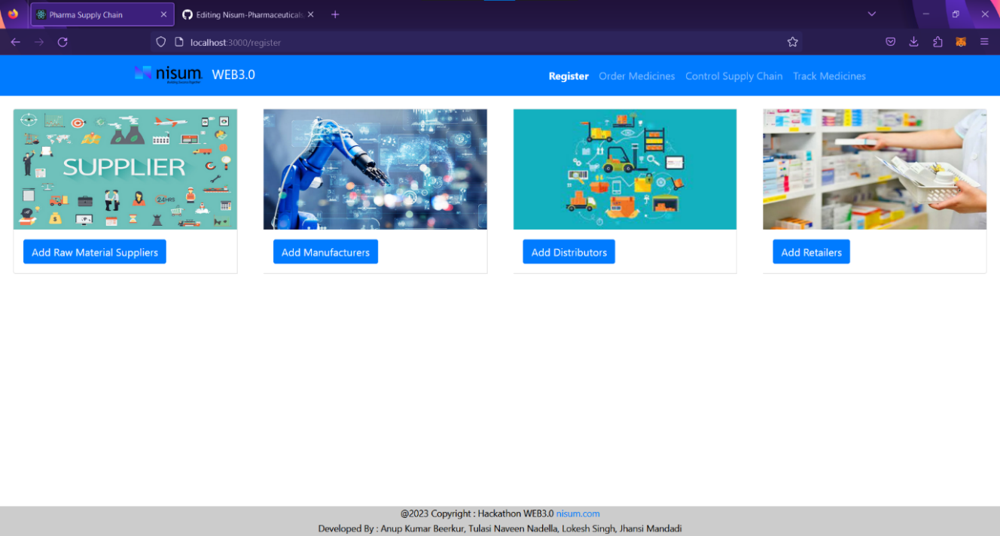 Pharma Supply Chain
Editing Nisum-Pharmaceuticals
localhost:3000/register
nisum WEB3.0
Register Order Medicines Control Supply Chain Track Medicines
SUPPLIER
24HRS
Add Raw Material Suppliers
Add Manufacturers
Add Distributors
Add Retailers
@2023 Copyright : Hackathon WEB3.0 nisum.com
Developed By : Anup Kumar Beerkur, Tulasi Naveen Nadella, Lokesh Singh, Jhansi Mandadi